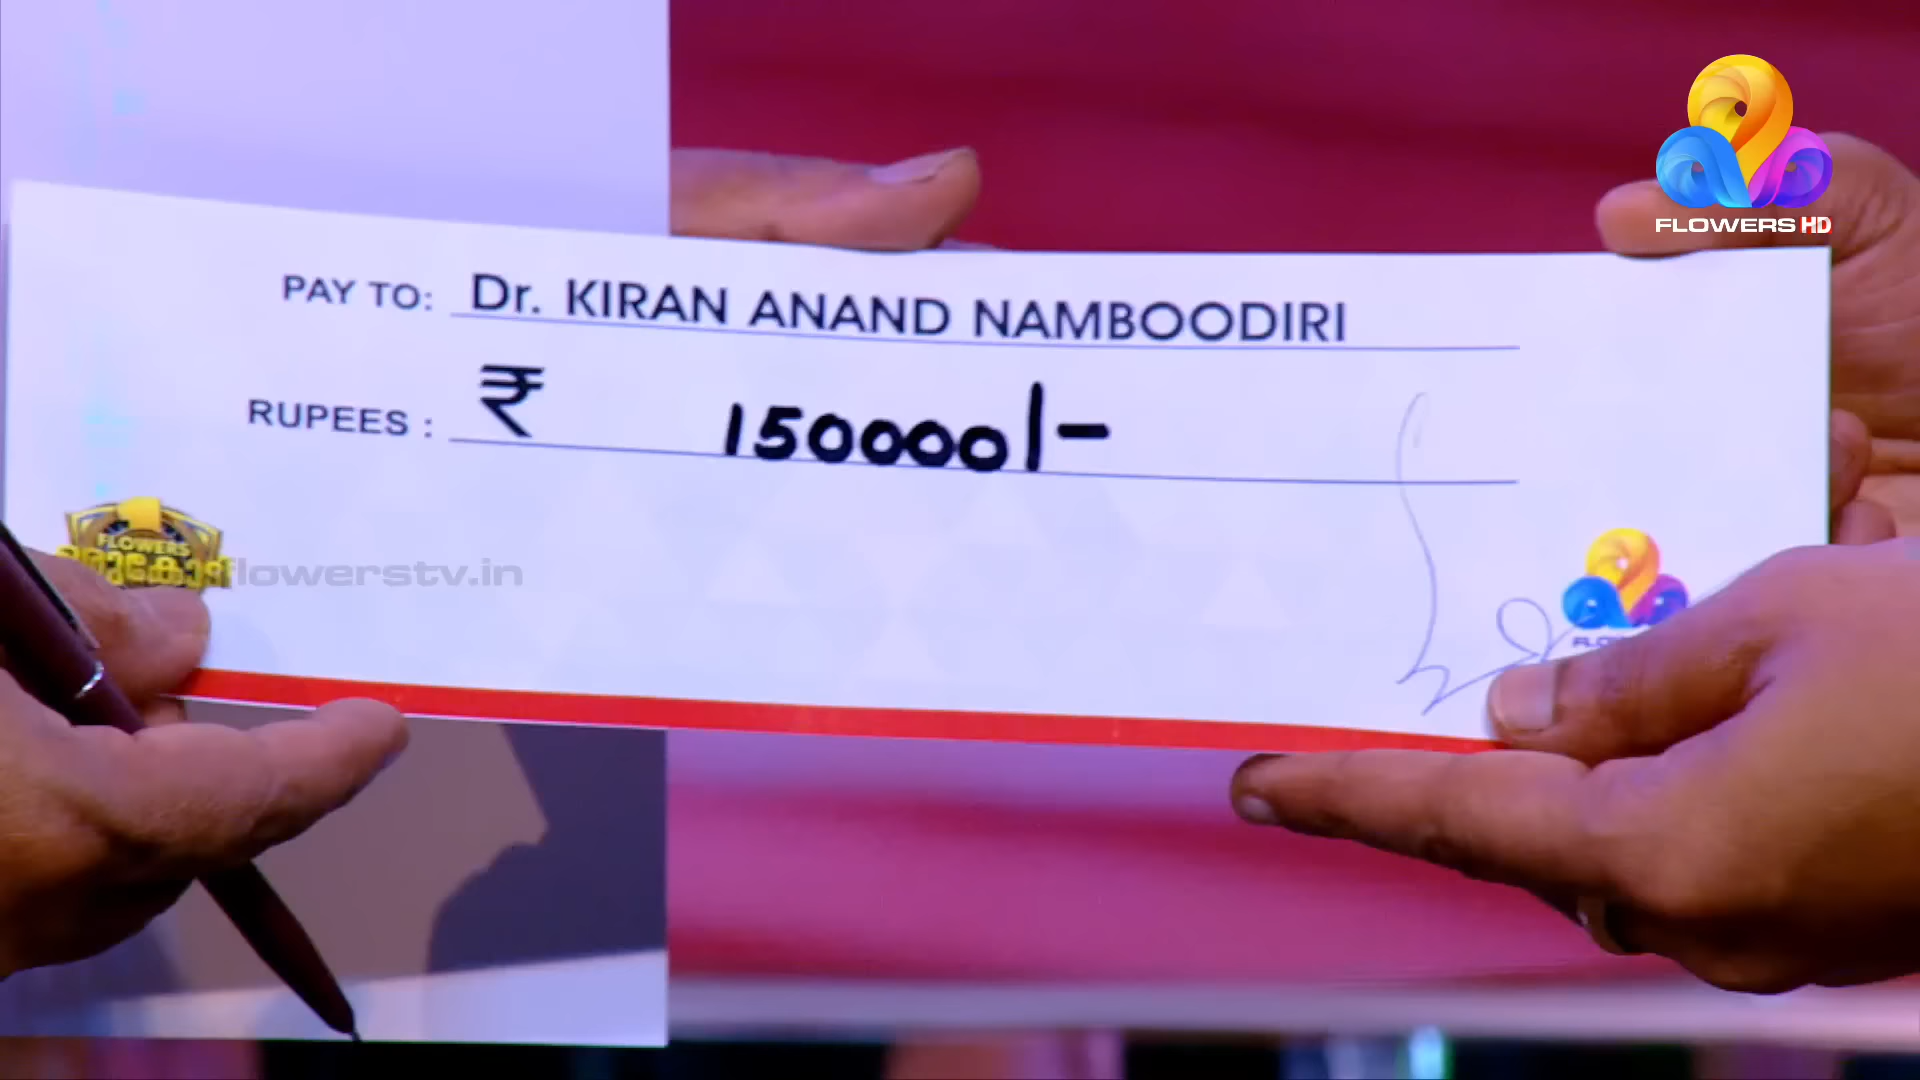 FLOWERS HD
PAY TO: Dr. KIRAN ANAND NAMBOODIRI
RUPEES : ₹ 150000/-
FLOWERS
flowerstv.in